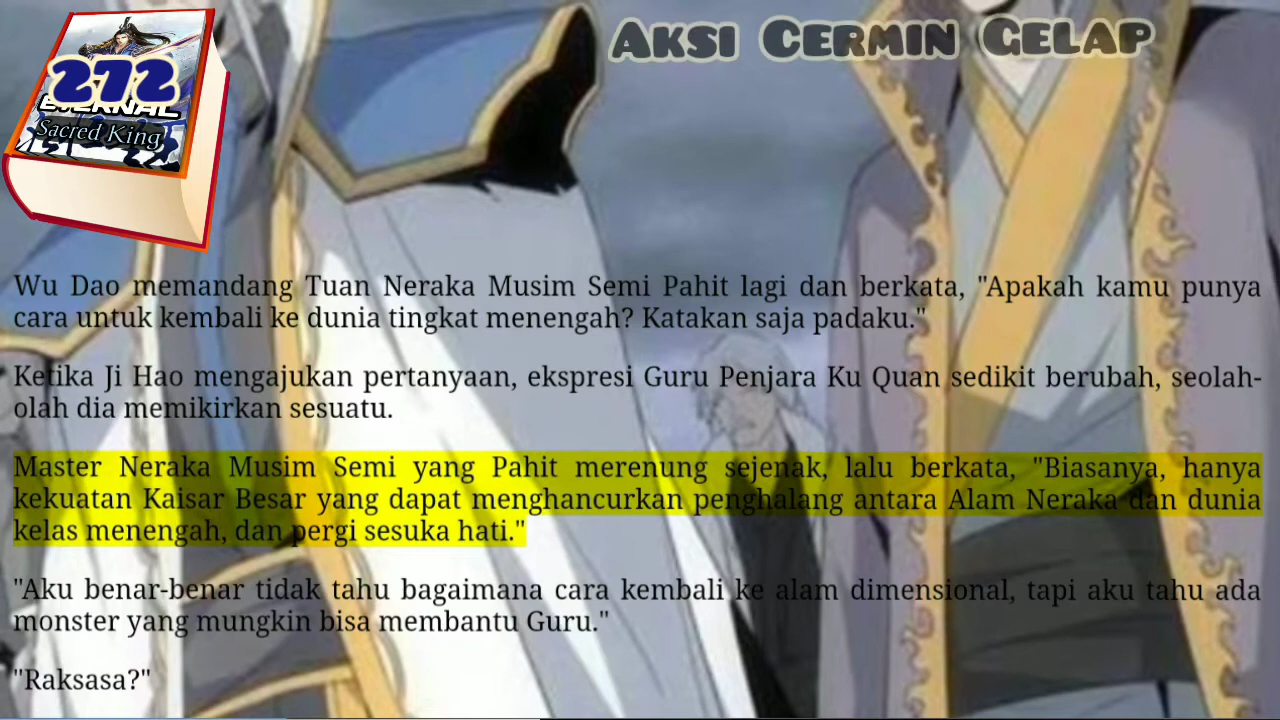 Aksi Cermin Gelap
272
ETERNAL
Sacred King
Wu Dao memandang Tuan Neraka Musim Semi Pahit lagi dan berkata, "Apakah kamu punya
cara untuk kembali ke dunia tingkat menengah? Katakan saja padaku."
Ketika Ji Hao mengajukan pertanyaan, ekspresi Guru Penjara Ku Quan sedikit berubah, seolah-
olah dia memikirkan sesuatu.
Master Neraka Musim Semi yang Pahit merenung sejenak, lalu berkata, "Biasanya, hanya
kekuatan Kaisar Besar yang dapat menghancurkan penghalang antara Alam Neraka dan dunia
kelas menengah, dan pergi sesuka hati."
"Aku benar-benar tidak tahu bagaimana cara kembali ke alam dimensional, tapi aku tahu ada
monster yang mungkin bisa membantu Guru."
"Raksasa?"